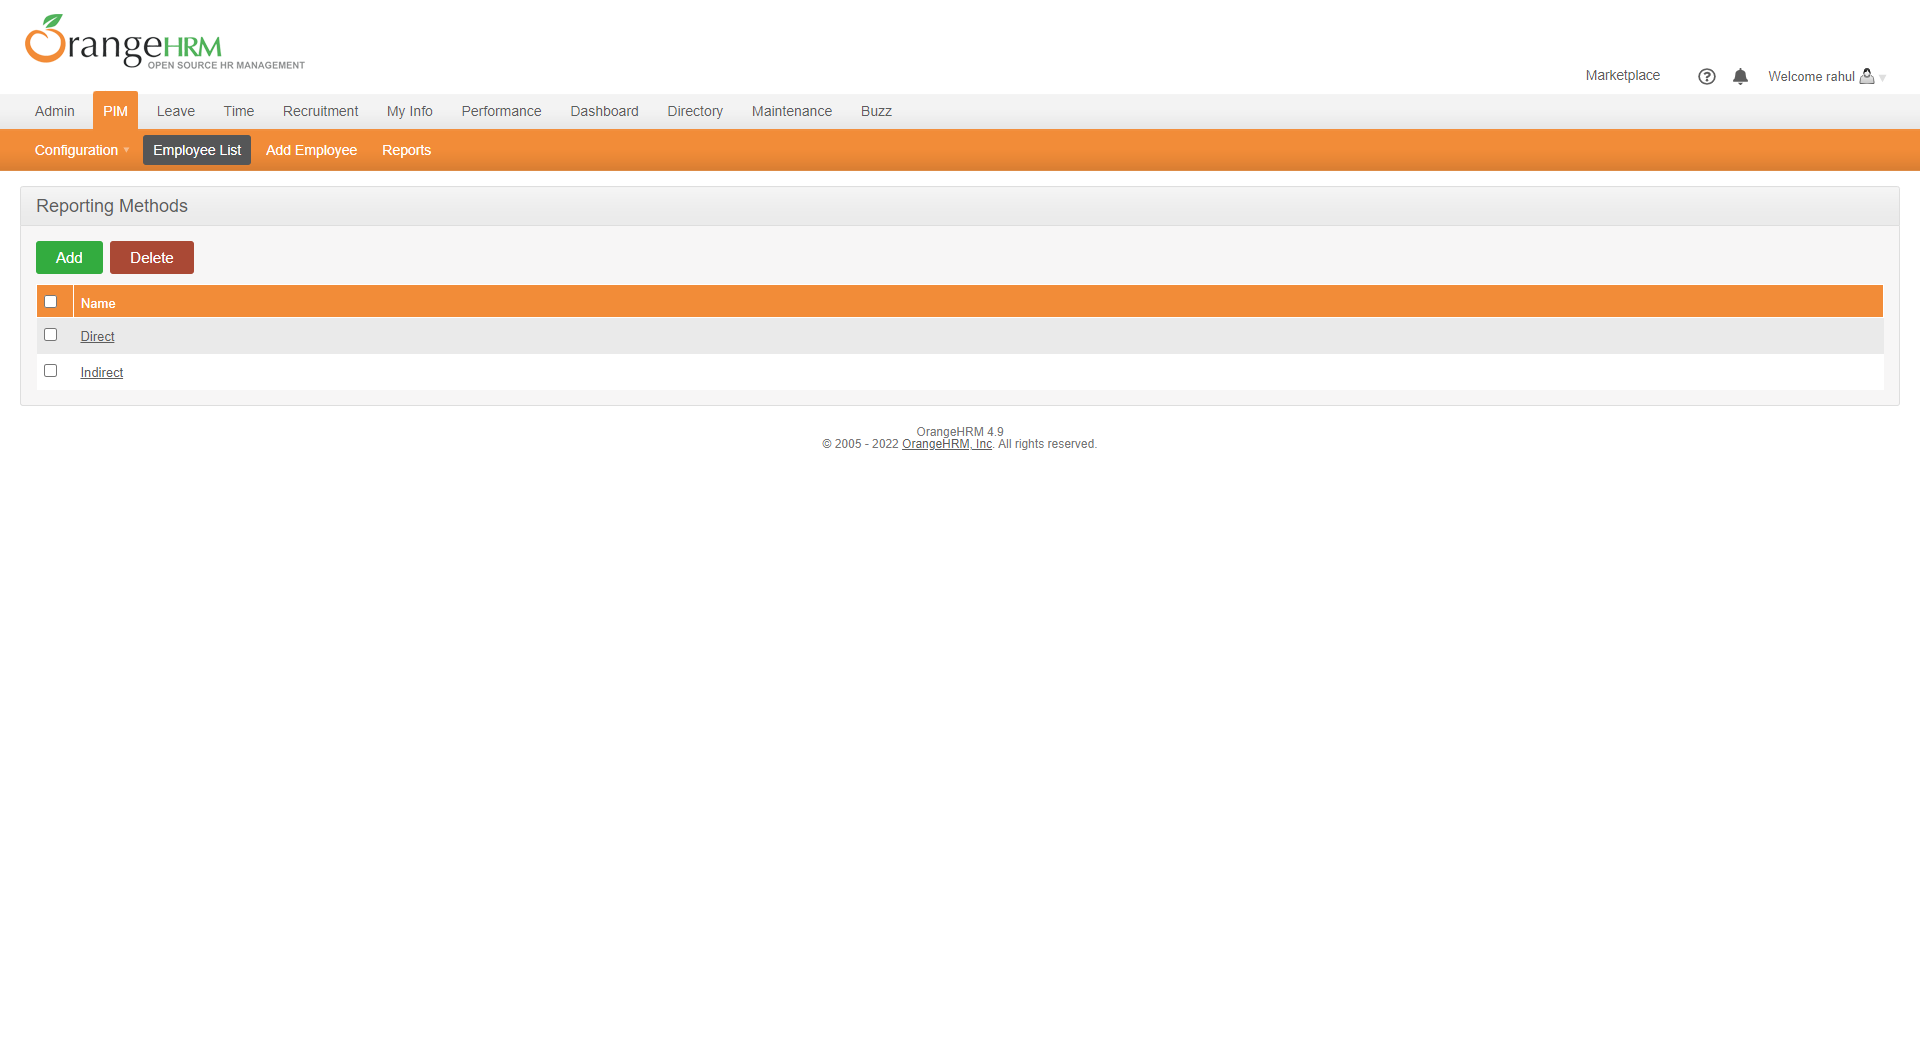 OrangeHRM
OPEN SOURCE HR MANAGEMENT
Marketplace Welcome rahul
Admin PIM Leave Time Recruitment My Info Performance Dashboard Directory Maintenance Buzz
Configuration Employee List Add Employee Reports
Reporting Methods
Add Delete
Name
Direct
Indirect
OrangeHRM 4.9
© 2005 - 2022 OrangeHRM, Inc. All rights reserved.